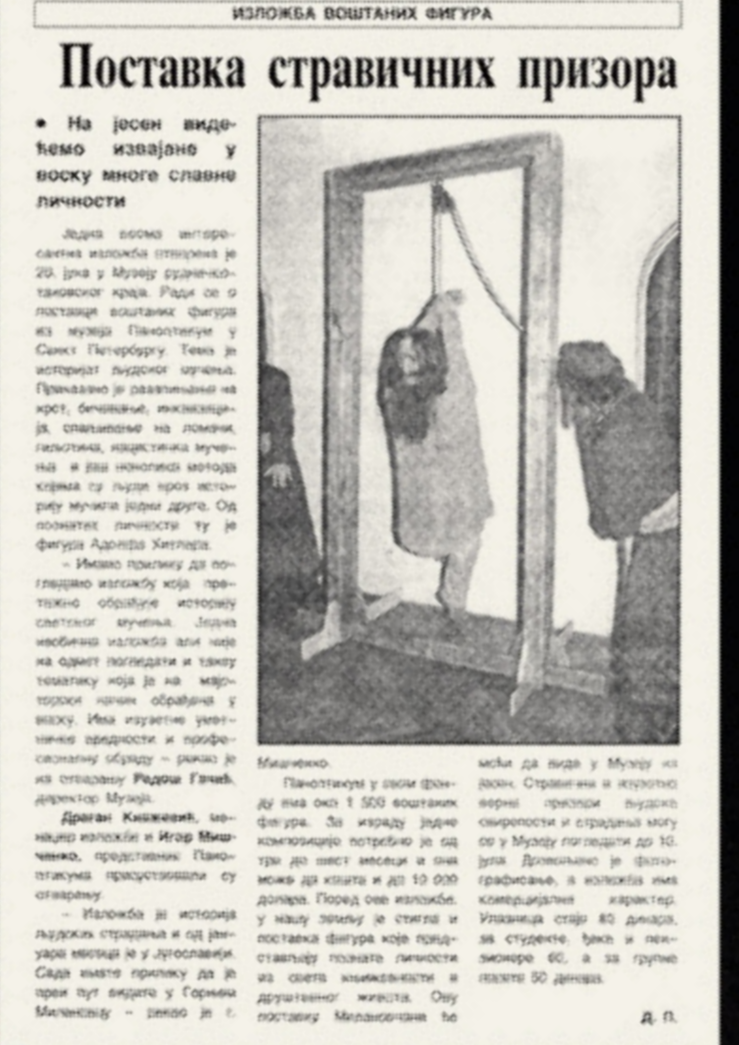 ИЗЛОЖБА ВОШТАНИХ ФИГУРА
Поставка стравичних призора
• На јесен виде-
ћемо извајане у
воску многе славне
личности
Једна веома интере-
сантна изложба отворена је
20. јуна у Музеју рудничко-
таковског краја. Ради се о
поставци воштаних фигура
из музеја Паноптикум у
Санкт Петербургу. Тема је
историјат људског мучења.
Приказано је разапињање на
крст, бичевање, инквизици-
ја, спаљивање на ломачи,
гиљотина, нацистичка муче-
ња и још неколико метода
којима су људи кроз исто-
рију мучили једни друге. Од
познатих личности ту је
фигура Адолфа Хитлера.
– Имамо прилику да по-
гледамо изложбу која
обрађује историју
светског мучења. Једна
необична изложба али није
на одмет погледати и такву
тематику која је на мајс-
торски начин обрађена у
воску. Има изузетне умет-
ничке вредности и профе-
сионалну обраду – рекао је
на отварању Радош Гачић,
директор Музеја.
Драган Књажевић, ме-
наџер изложбе и Игор Миш-
ченко, представник Пано-
птикума присуствовали су
отварању.
– Изложба је историја
људских страдања и од јан-
уара месеца је у Југославији.
Сада имате прилику да је
први пут видите у Горњем
Милановцу – рекао је г.
Мишченко.
Паноптикум у свом фон-
ду има око 1 500 воштаних
фигура. За израду једне
композиције потребно је од
три до шест месеци и она
може да кошта и до 10 000
долара. Поред ове изложбе,
у нашу земљу је стигла и
поставка фигура које пред-
стављају познате личности
из света књижевности и
друштвеног живота. Ову
поставку Милановчани ће
моћи да виде у Музеју на
јесен. Стравични и изузетно
верни призори људске
свирепости и страдања могу
се у Музеју погледати до 10.
јула. Дозвољено је фото-
графисање, а изложба има
комерцијални карактер.
Улазница стаје 80 динара,
за студенте, ђаке и пен-
зионере 60, а за групне
посете 50 динара.
Д. П.